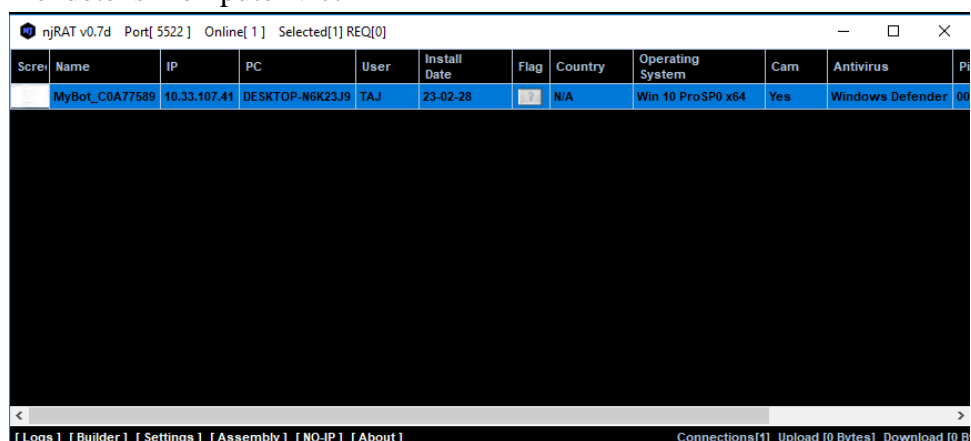 njRAT v0.7d Port[ 5522 ] Online[ 1 ] Selected[1] REQ[0]
Name IP PC User Install Date Flag Country Operating System Cam Antivirus
MyBot_C0A77589 10.33.107.41 DESKTOP-N6K23J9 TAJ 23-02-28 N/A Win 10 ProSP0 x64 Yes Windows Defender 00
[ Logs ] [ Builder ] [ Settings ] [ Assembly ] [ NO-IP ] [ About ] Connections[1] Upload [0 Bytes] Download [0 B